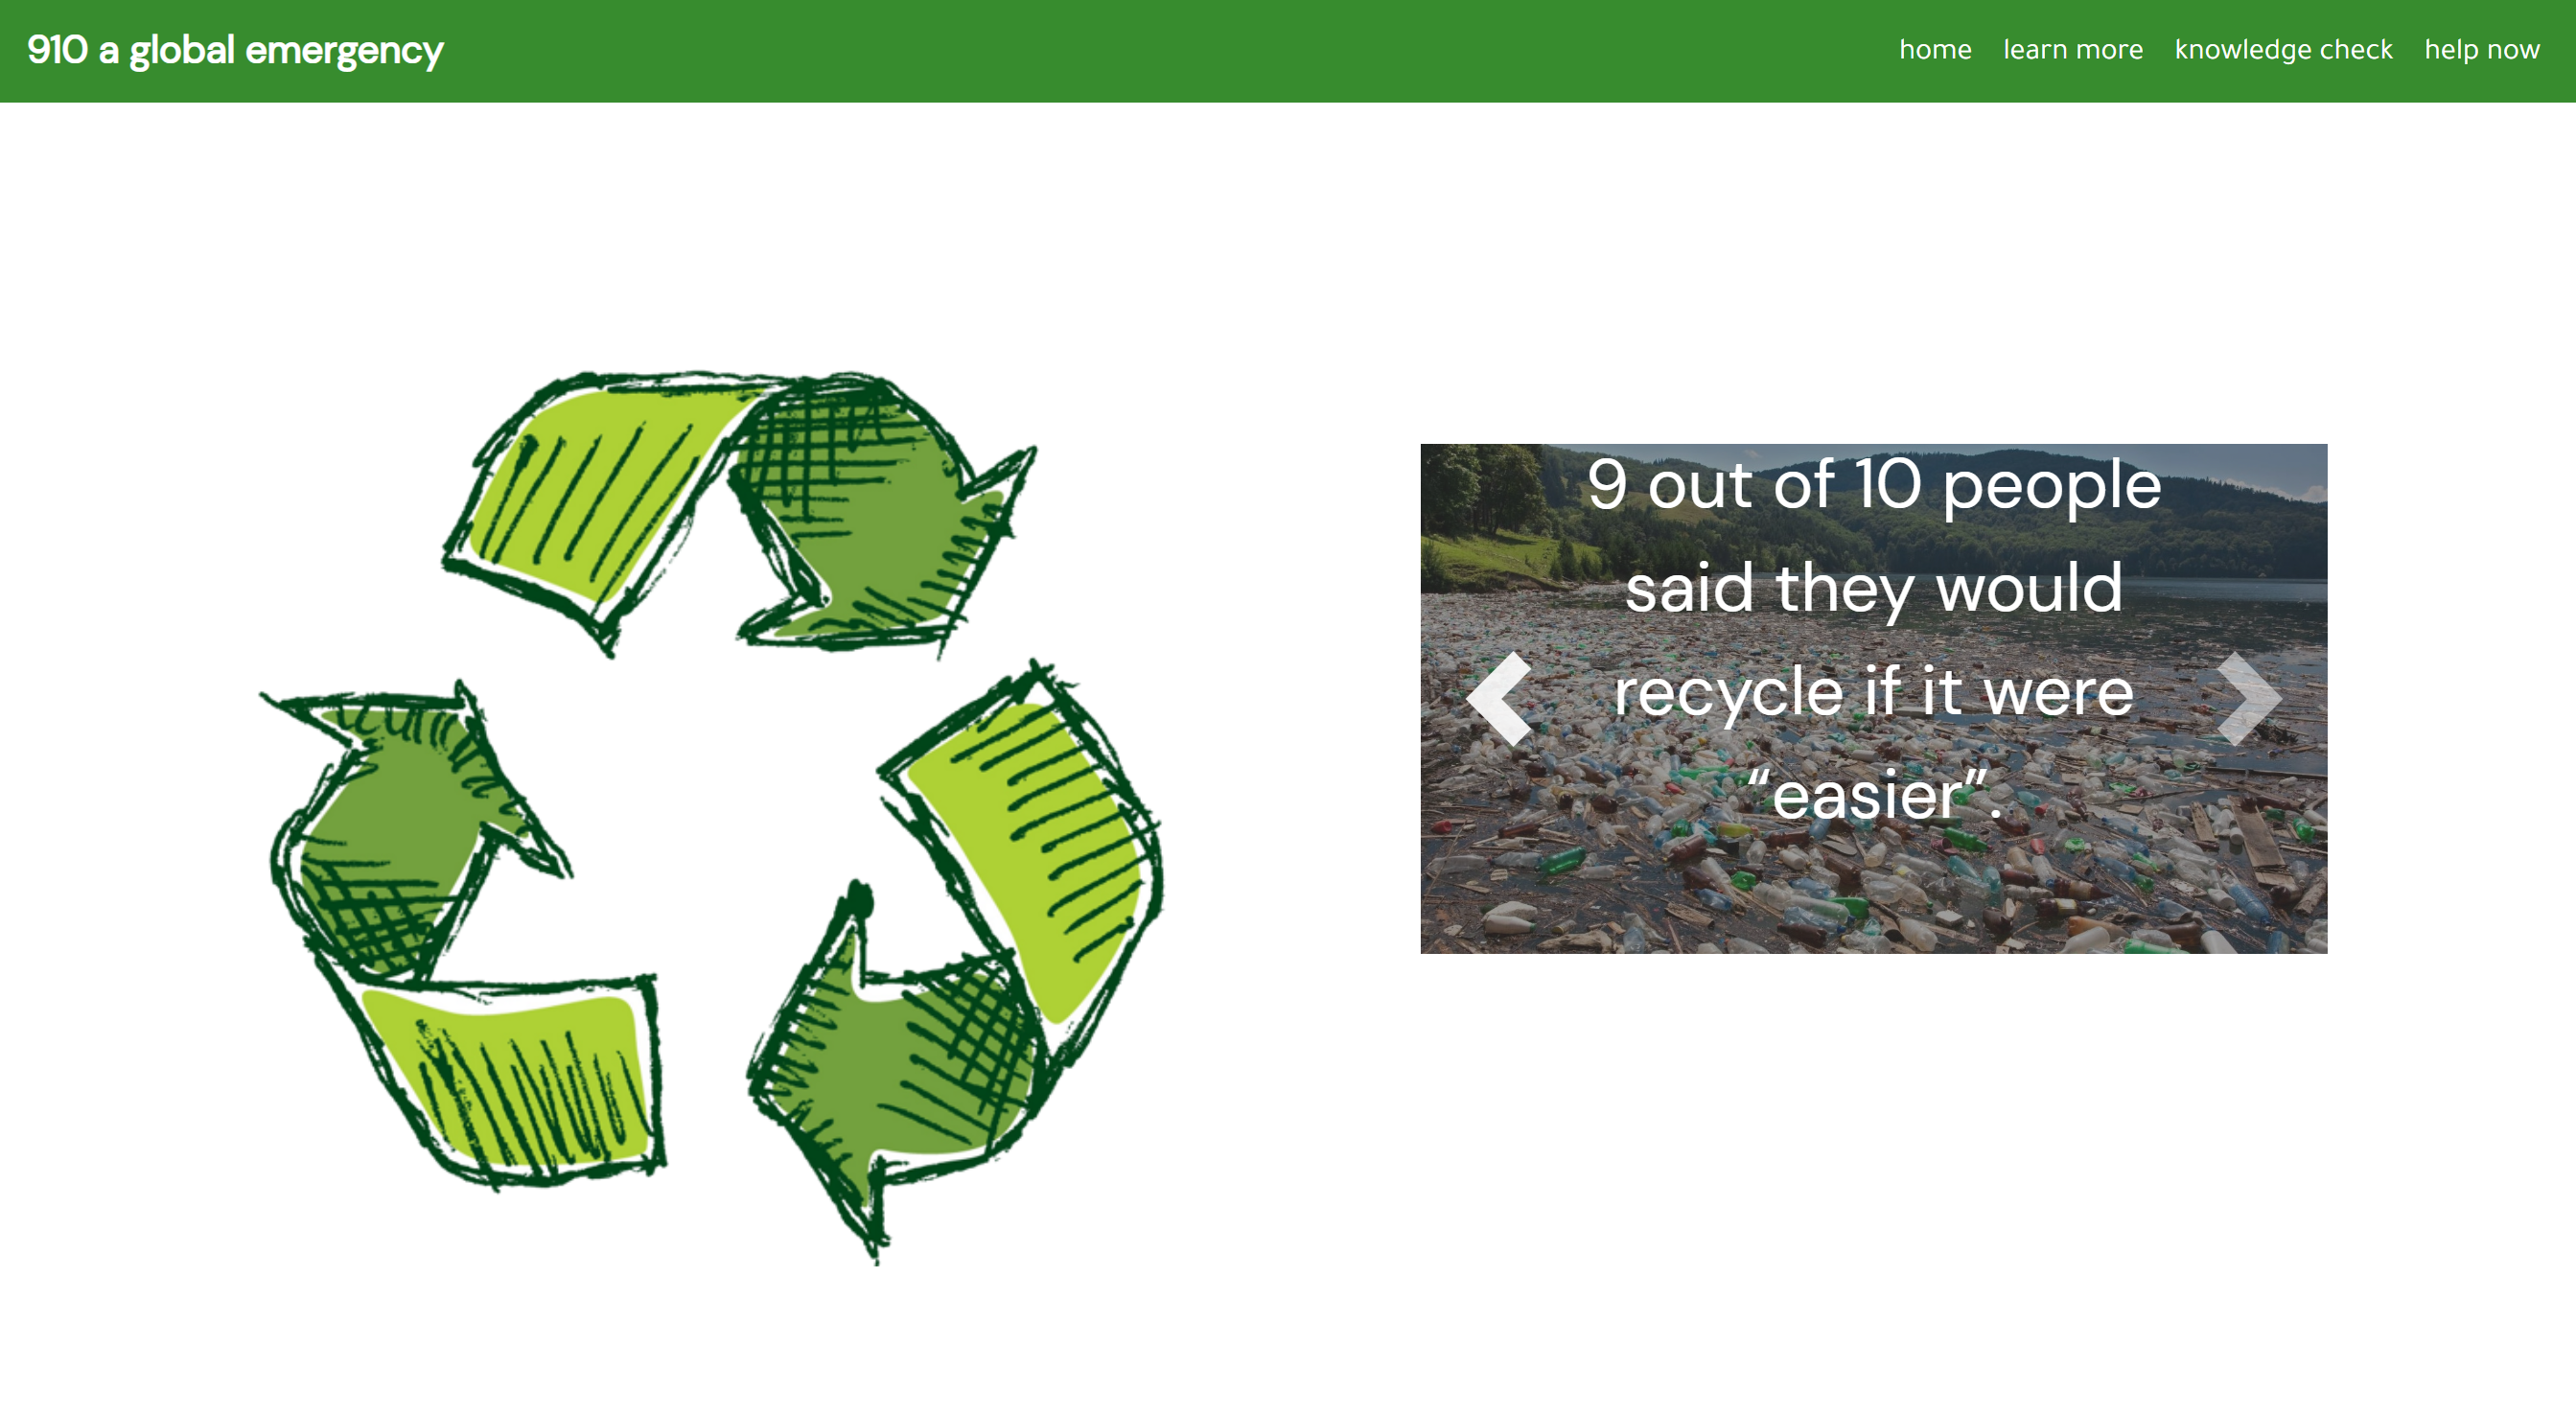 910 a global emergency
home learn more knowledge check help now
9 out of 10 people
said they would
recycle if it were
“easier”.